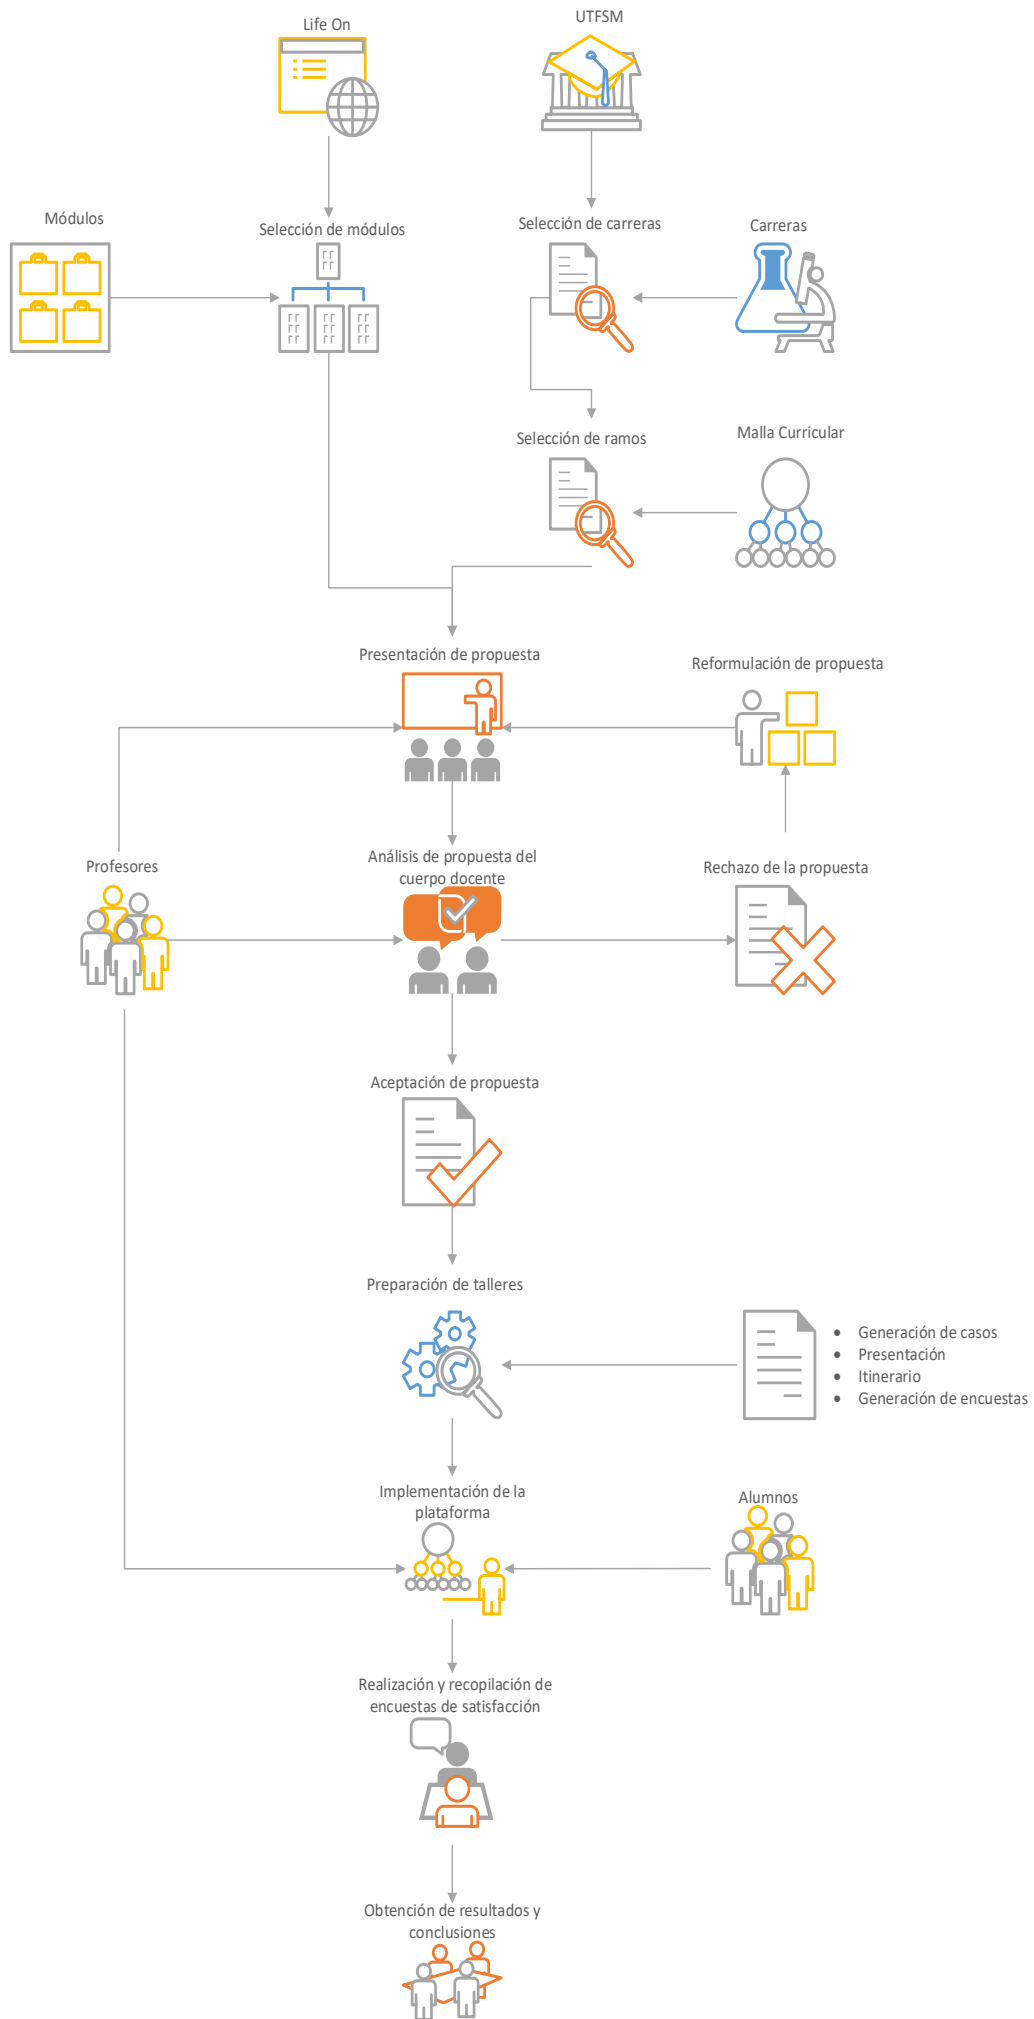 Life On
UTFSM
Módulos
Selección de módulos
Selección de carreras
Carreras
Selección de ramos
Malla Curricular
Presentación de propuesta
Reformulación de propuesta
Profesores
Análisis de propuesta del
cuerpo docente
Rechazo de la propuesta
Aceptación de propuesta
Preparación de talleres
• Generación de casos
• Presentación
• Itinerario
• Generación de encuestas
Implementación de la
plataforma
Alumnos
Realización y recopilación de
encuestas de satisfacción
Obtención de resultados y
conclusiones